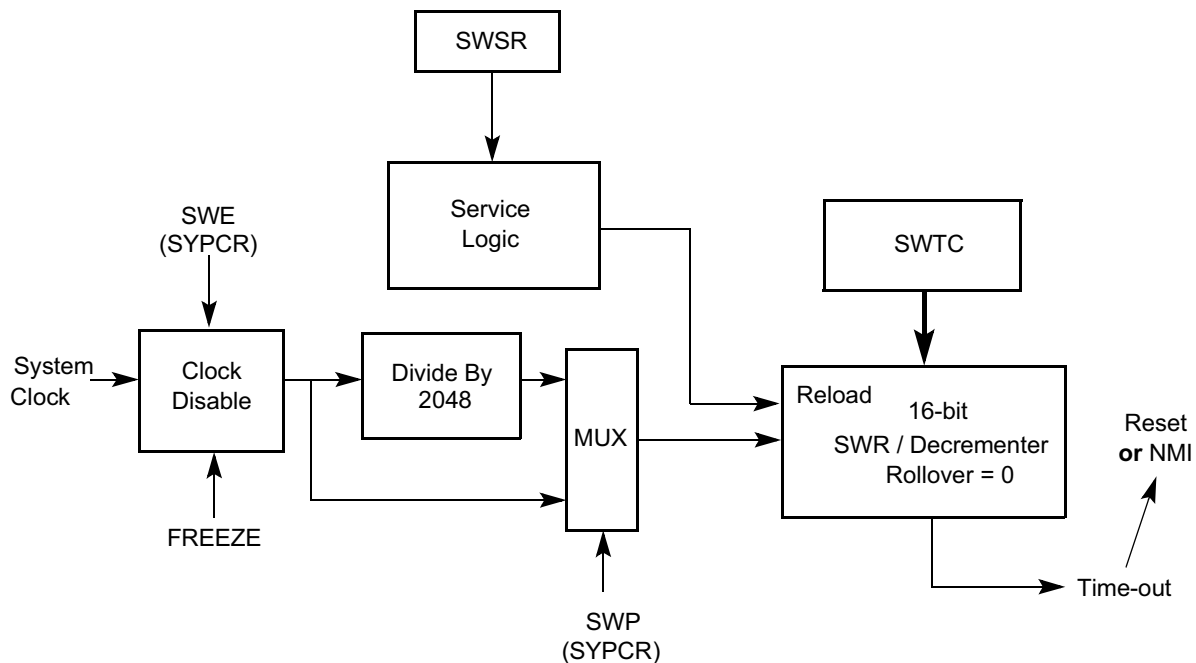 SWSR
Service
Logic
SWE
(SYPCR)
SWTC
System
Clock
Clock
Disable
Divide By
2048
MUX
Reload
16-bit
SWR / Decrementer
Rollover = 0
Reset
or NMI
FREEZE
Time-out
SWP
(SYPCR)